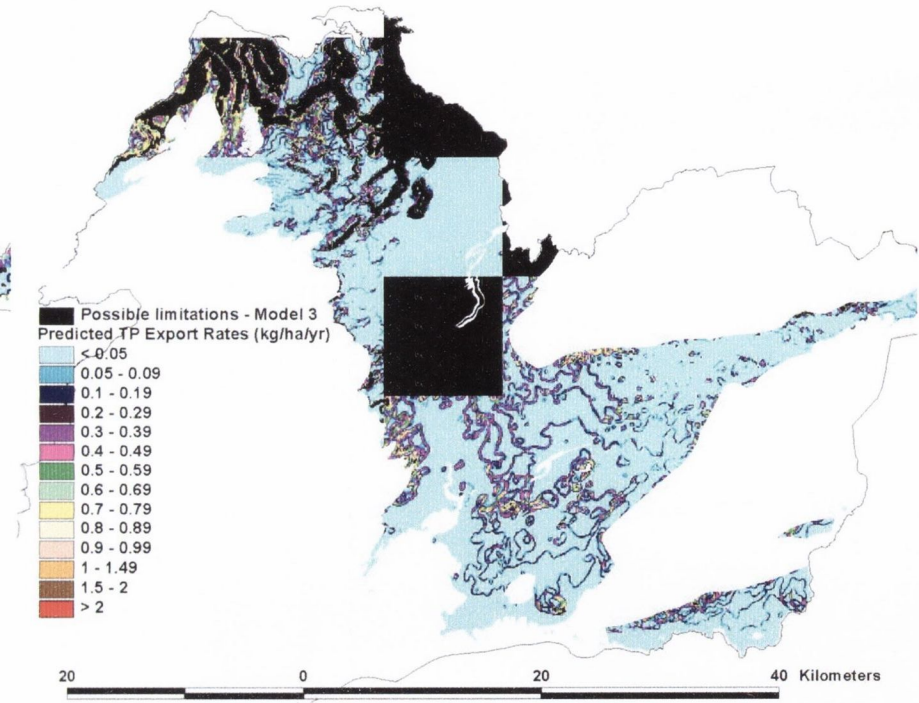 Possible limitations - Model 3
Predicted TP Export Rates (kg/ha/yr)
< 0.05
0.05 - 0.09
0.1 - 0.19
0.2 - 0.29
0.3 - 0.39
0.4 - 0.49
0.5 - 0.59
0.6 - 0.69
0.7 - 0.79
0.8 - 0.89
0.9 - 0.99
1 - 1.49
1.5 - 2
> 2
20 0 20 40 Kilometers